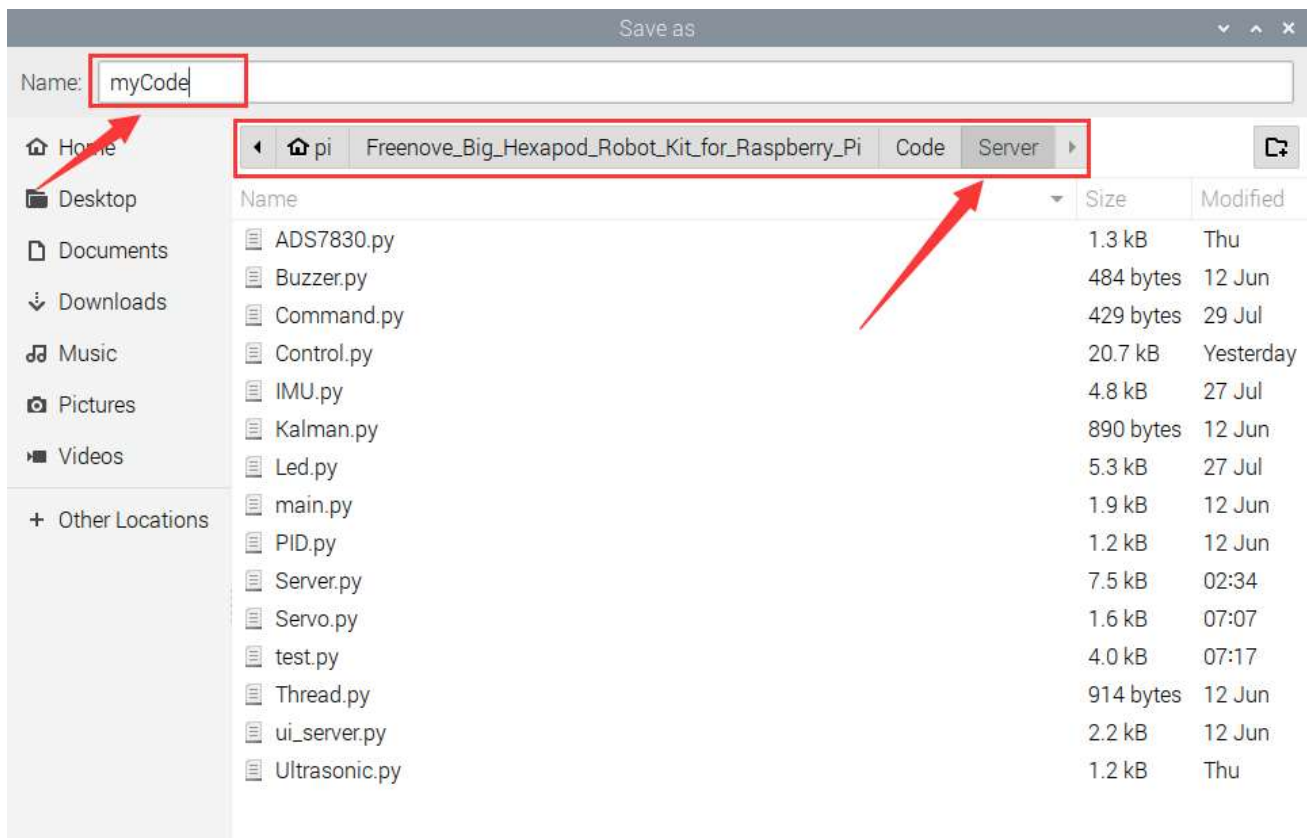 Save as
Name: myCode
Home
pi Freenove_Big_Hexapod_Robot_Kit_for_Raspberry_Pi Code Server
Desktop
Name Size Modified
Documents
Downloads
Music
Pictures
Videos
+ Other Locations
ADS7830.py 1.3 kB Thu
Buzzer.py 484 bytes 12 Jun
Command.py 429 bytes 29 Jul
Control.py 20.7 kB Yesterday
IMU.py 4.8 kB 27 Jul
Kalman.py 890 bytes 12 Jun
Led.py 5.3 kB 27 Jul
main.py 1.9 kB 12 Jun
PID.py 1.2 kB 12 Jun
Server.py 7.5 kB 02:34
Servo.py 1.6 kB 07:07
test.py 4.0 kB 07:17
Thread.py 914 bytes 12 Jun
ui_server.py 2.2 kB 12 Jun
Ultrasonic.py 1.2 kB Thu